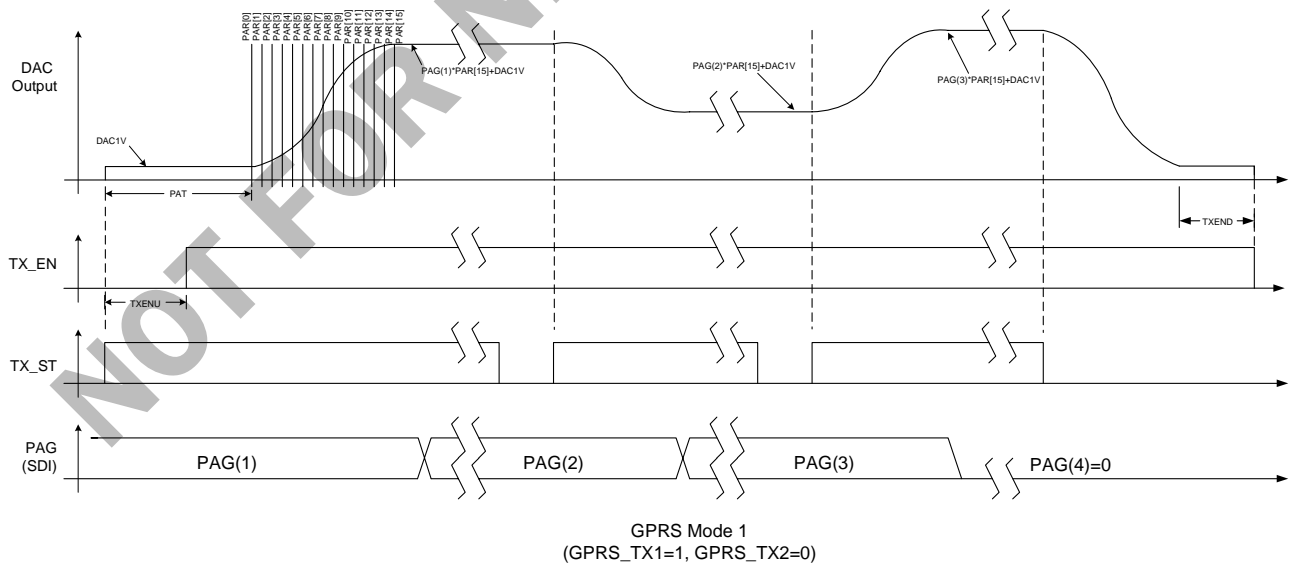 PAR[0]
PAR[1]
PAR[2]
PAR[3]
PAR[4]
PAR[5]
PAR[6]
PAR[7]
PAR[8]
PAR[9]
PAR[10]
PAR[11]
PAR[12]
PAR[13]
PAR[14]
PAR[15]
DAC
Output
PAG(1)*PAR[15]+DAC1V
PAG(2)*PAR[15]+DAC1V
PAG(3)*PAR[15]+DAC1V
DAC1V
PAT
TXEND
TX_EN
TXENU
TX_ST
PAG
(SDI)
PAG(1)
PAG(2)
PAG(3)
PAG(4)=0
GPRS Mode 1
(GPRS_TX1=1, GPRS_TX2=0)
NOT FOR